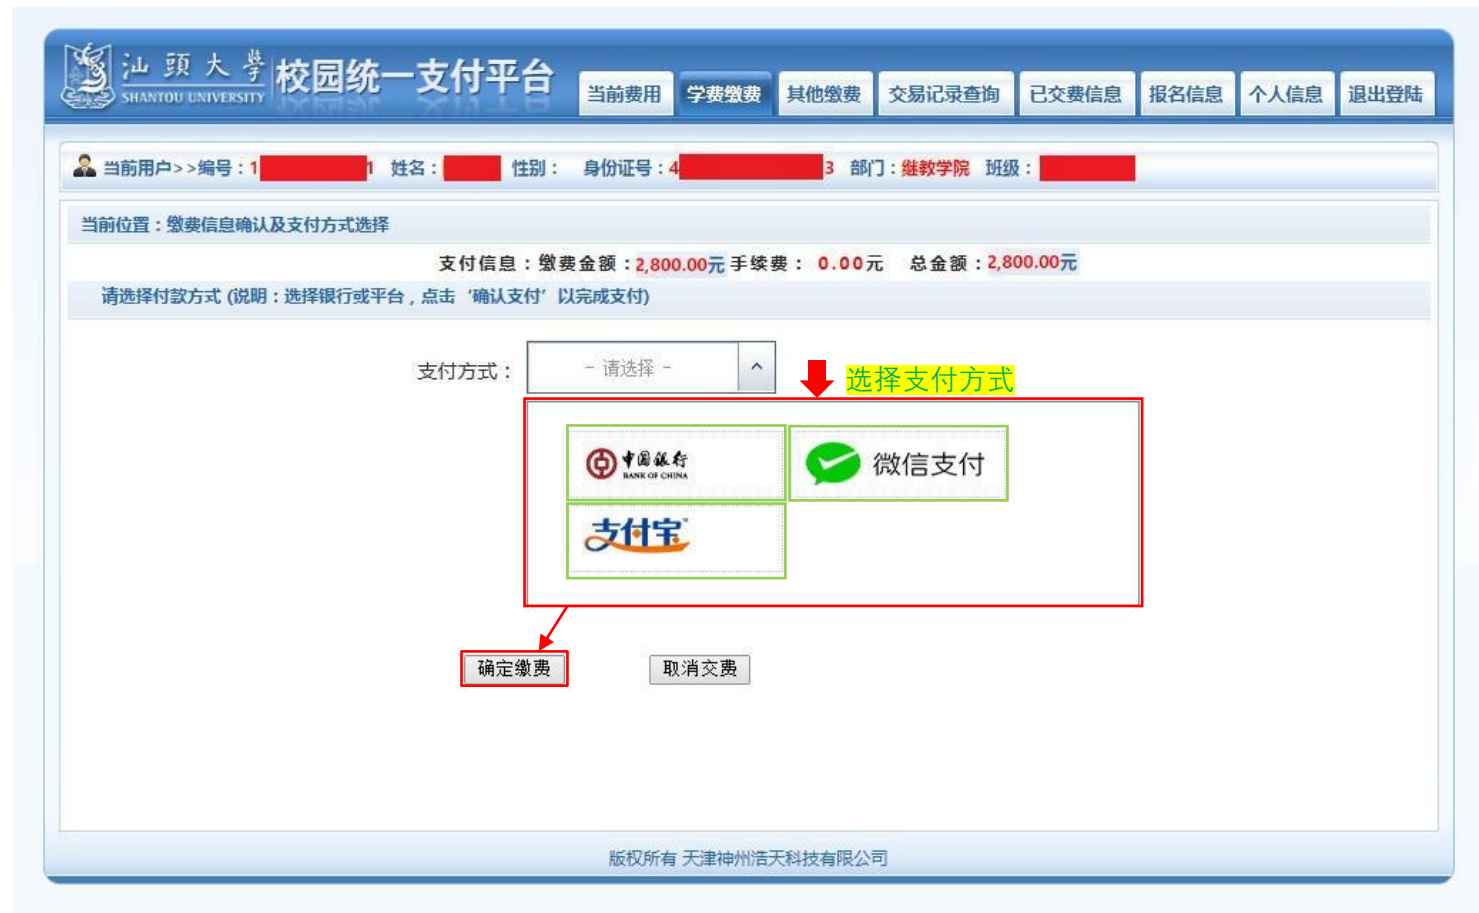 汕頭大學
SHANTOU UNIVERSITY
校园统一支付平台
当前费用 学费缴费 其他缴费 交易记录查询 已交费信息 报名信息 个人信息 退出登陆
当前用户>>编号：1 1 姓名： 性别： 身份证号：4 3 部门：继教学院 班级：
当前位置：缴费信息确认及支付方式选择
支付信息：缴费金额：2,800.00元 手续费： 0.00元 总金额：2,800.00元
请选择付款方式 (说明：选择银行或平台，点击‘确认支付’以完成支付)
支付方式： - 请选择 -
选择支付方式
中国銀行 微信支付
BANK OF CHINA
支付宝
确定缴费 取消交费
版权所有 天津神州浩天科技有限公司